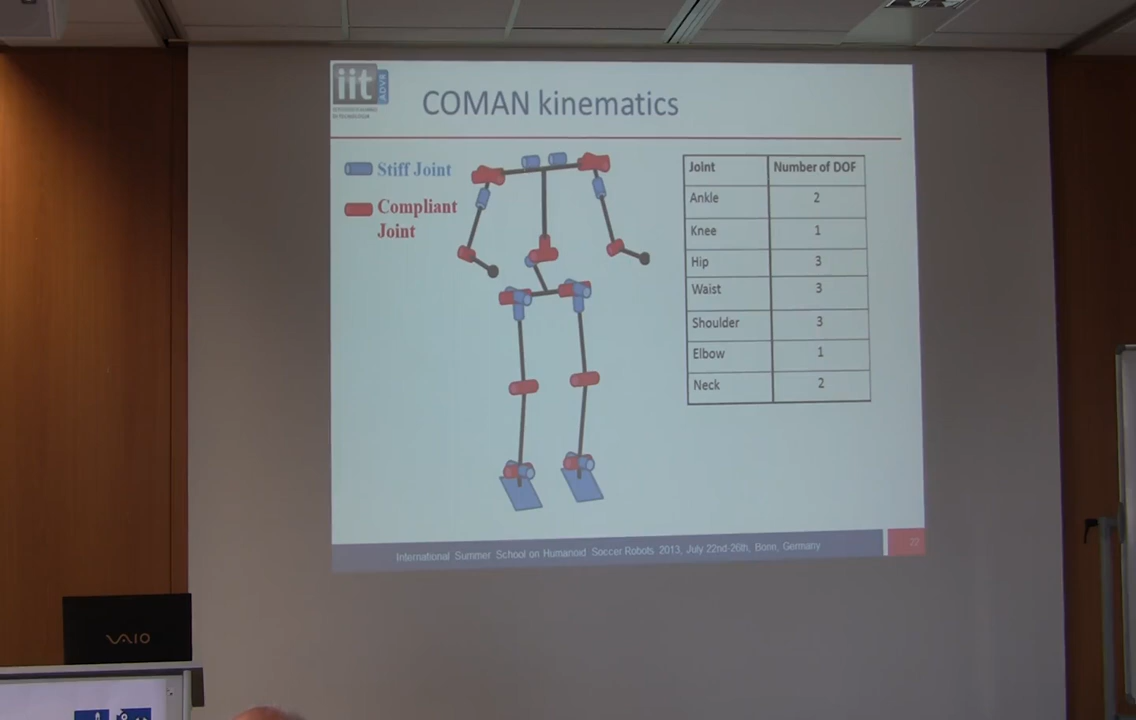 iit
ADVR
COMAN kinematics
Stiff Joint
Compliant
Joint
Joint Number of DOF
Ankle 2
Knee 1
Hip 3
Waist 3
Shoulder 3
Elbow 1
Neck 2
International Summer School on Humanoid Soccer Robots 2013, July 22nd-26th, Bonn, Germany
27
VAIO